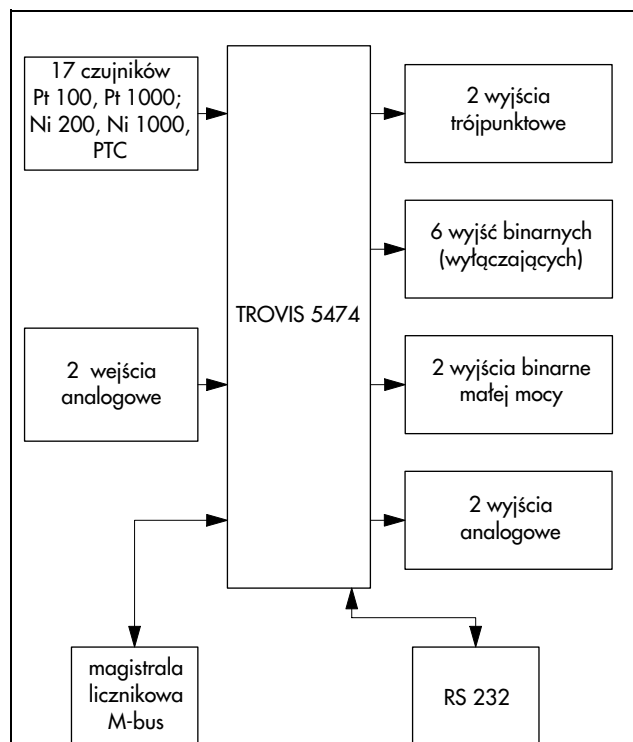 17 czujników
Pt 100, Pt 1000;
Ni 200, Ni 1000,
PTC
2 wejścia
analogowe
magistrala
licznikowa
M-bus
TROVIS 5474
2 wyjścia
trójpunktowe
6 wyjść binarnych
(wyłączających)
2 wyjścia binarne
małej mocy
2 wyjścia
analogowe
RS 232